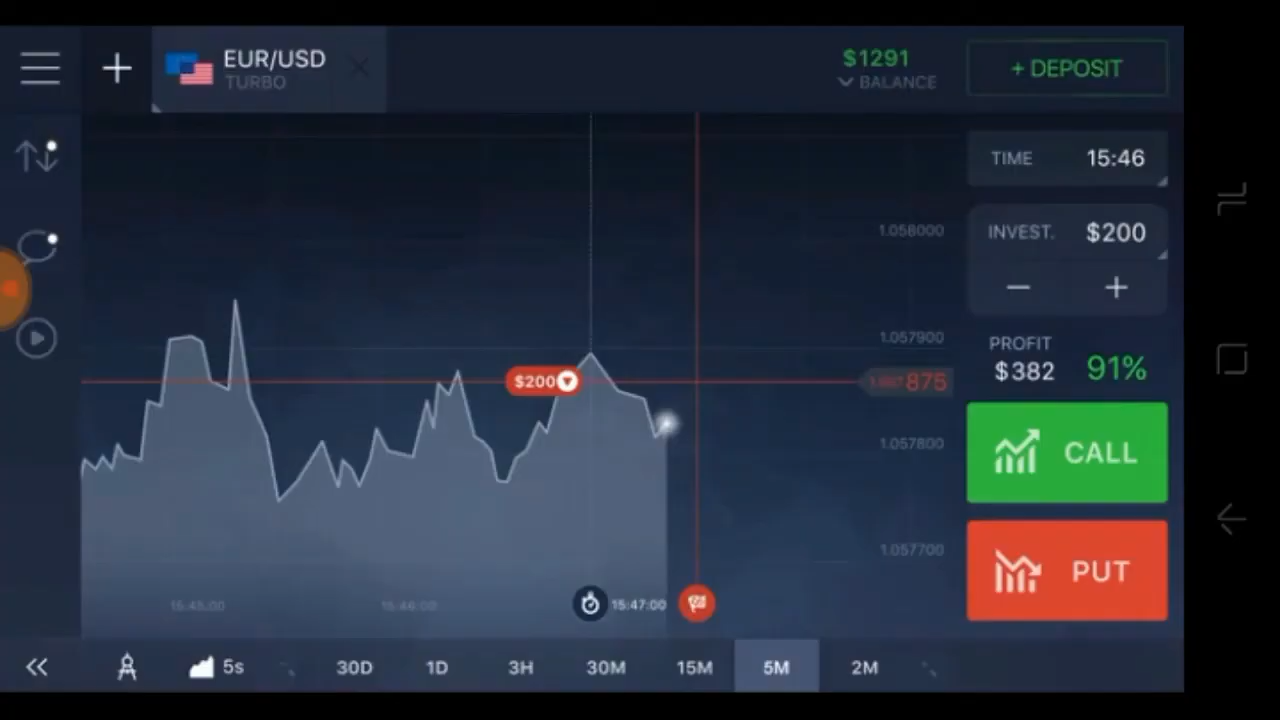 EUR/USD
TURBO
$1291
BALANCE
+ DEPOSIT
TIME 15:46
INVEST. $200
− +
PROFIT
$382 91%
CALL
PUT
1.058000
1.057900
$200
875
1.057800
1.057700
15:45:00
15:46:00
15:47:00
5s
30D
1D
3H
30M
15M
5M
2M